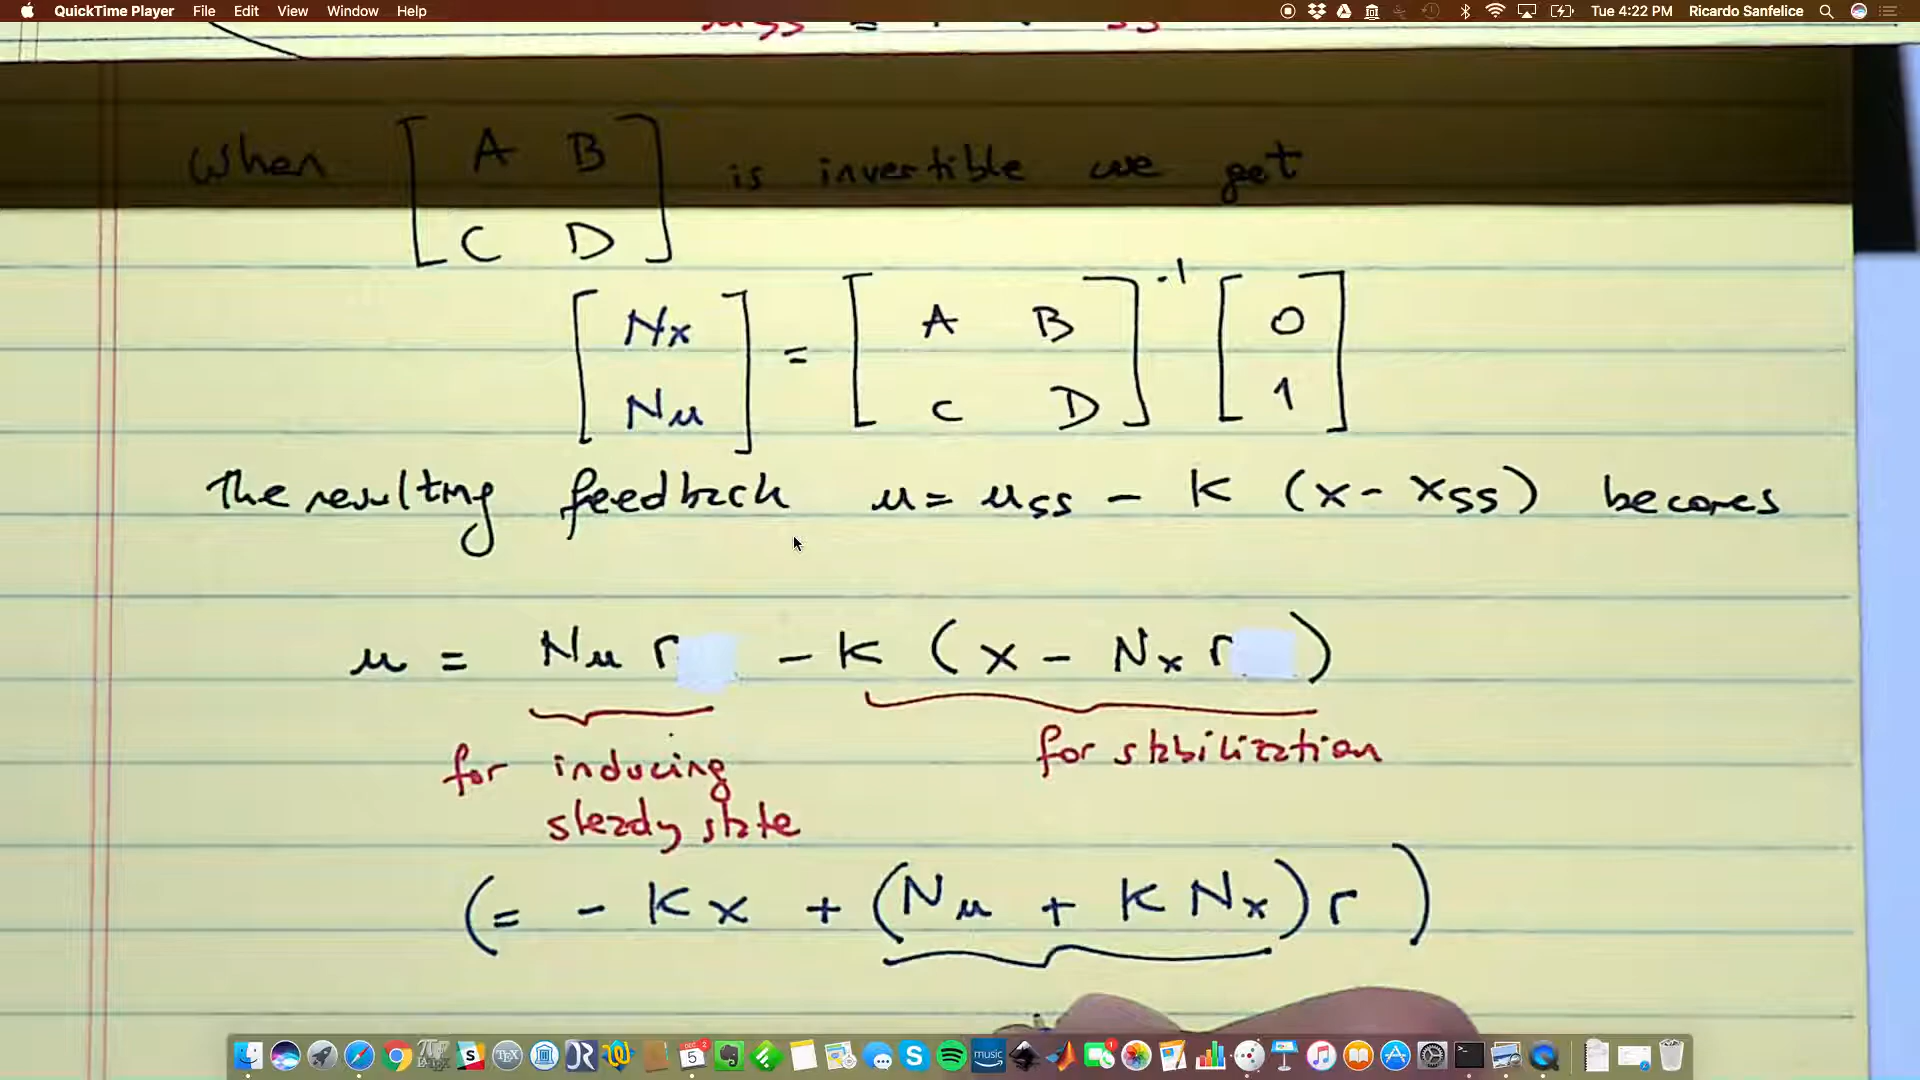 QuickTime Player File Edit View Window Help Tue 4:22 PM Ricardo Sanfelice
When [ A B ; C D ] is invertible we get
[ Nx ; Nu ] = [ A B ; C D ]⁻¹ [ 0 ; 1 ]
The resulting feedback u = uss - K (x - xss) becomes
u = Nu r - K (x - Nx r )
for inducing steady state
for stabilization
(= - Kx + (Nu + K Nx) r )